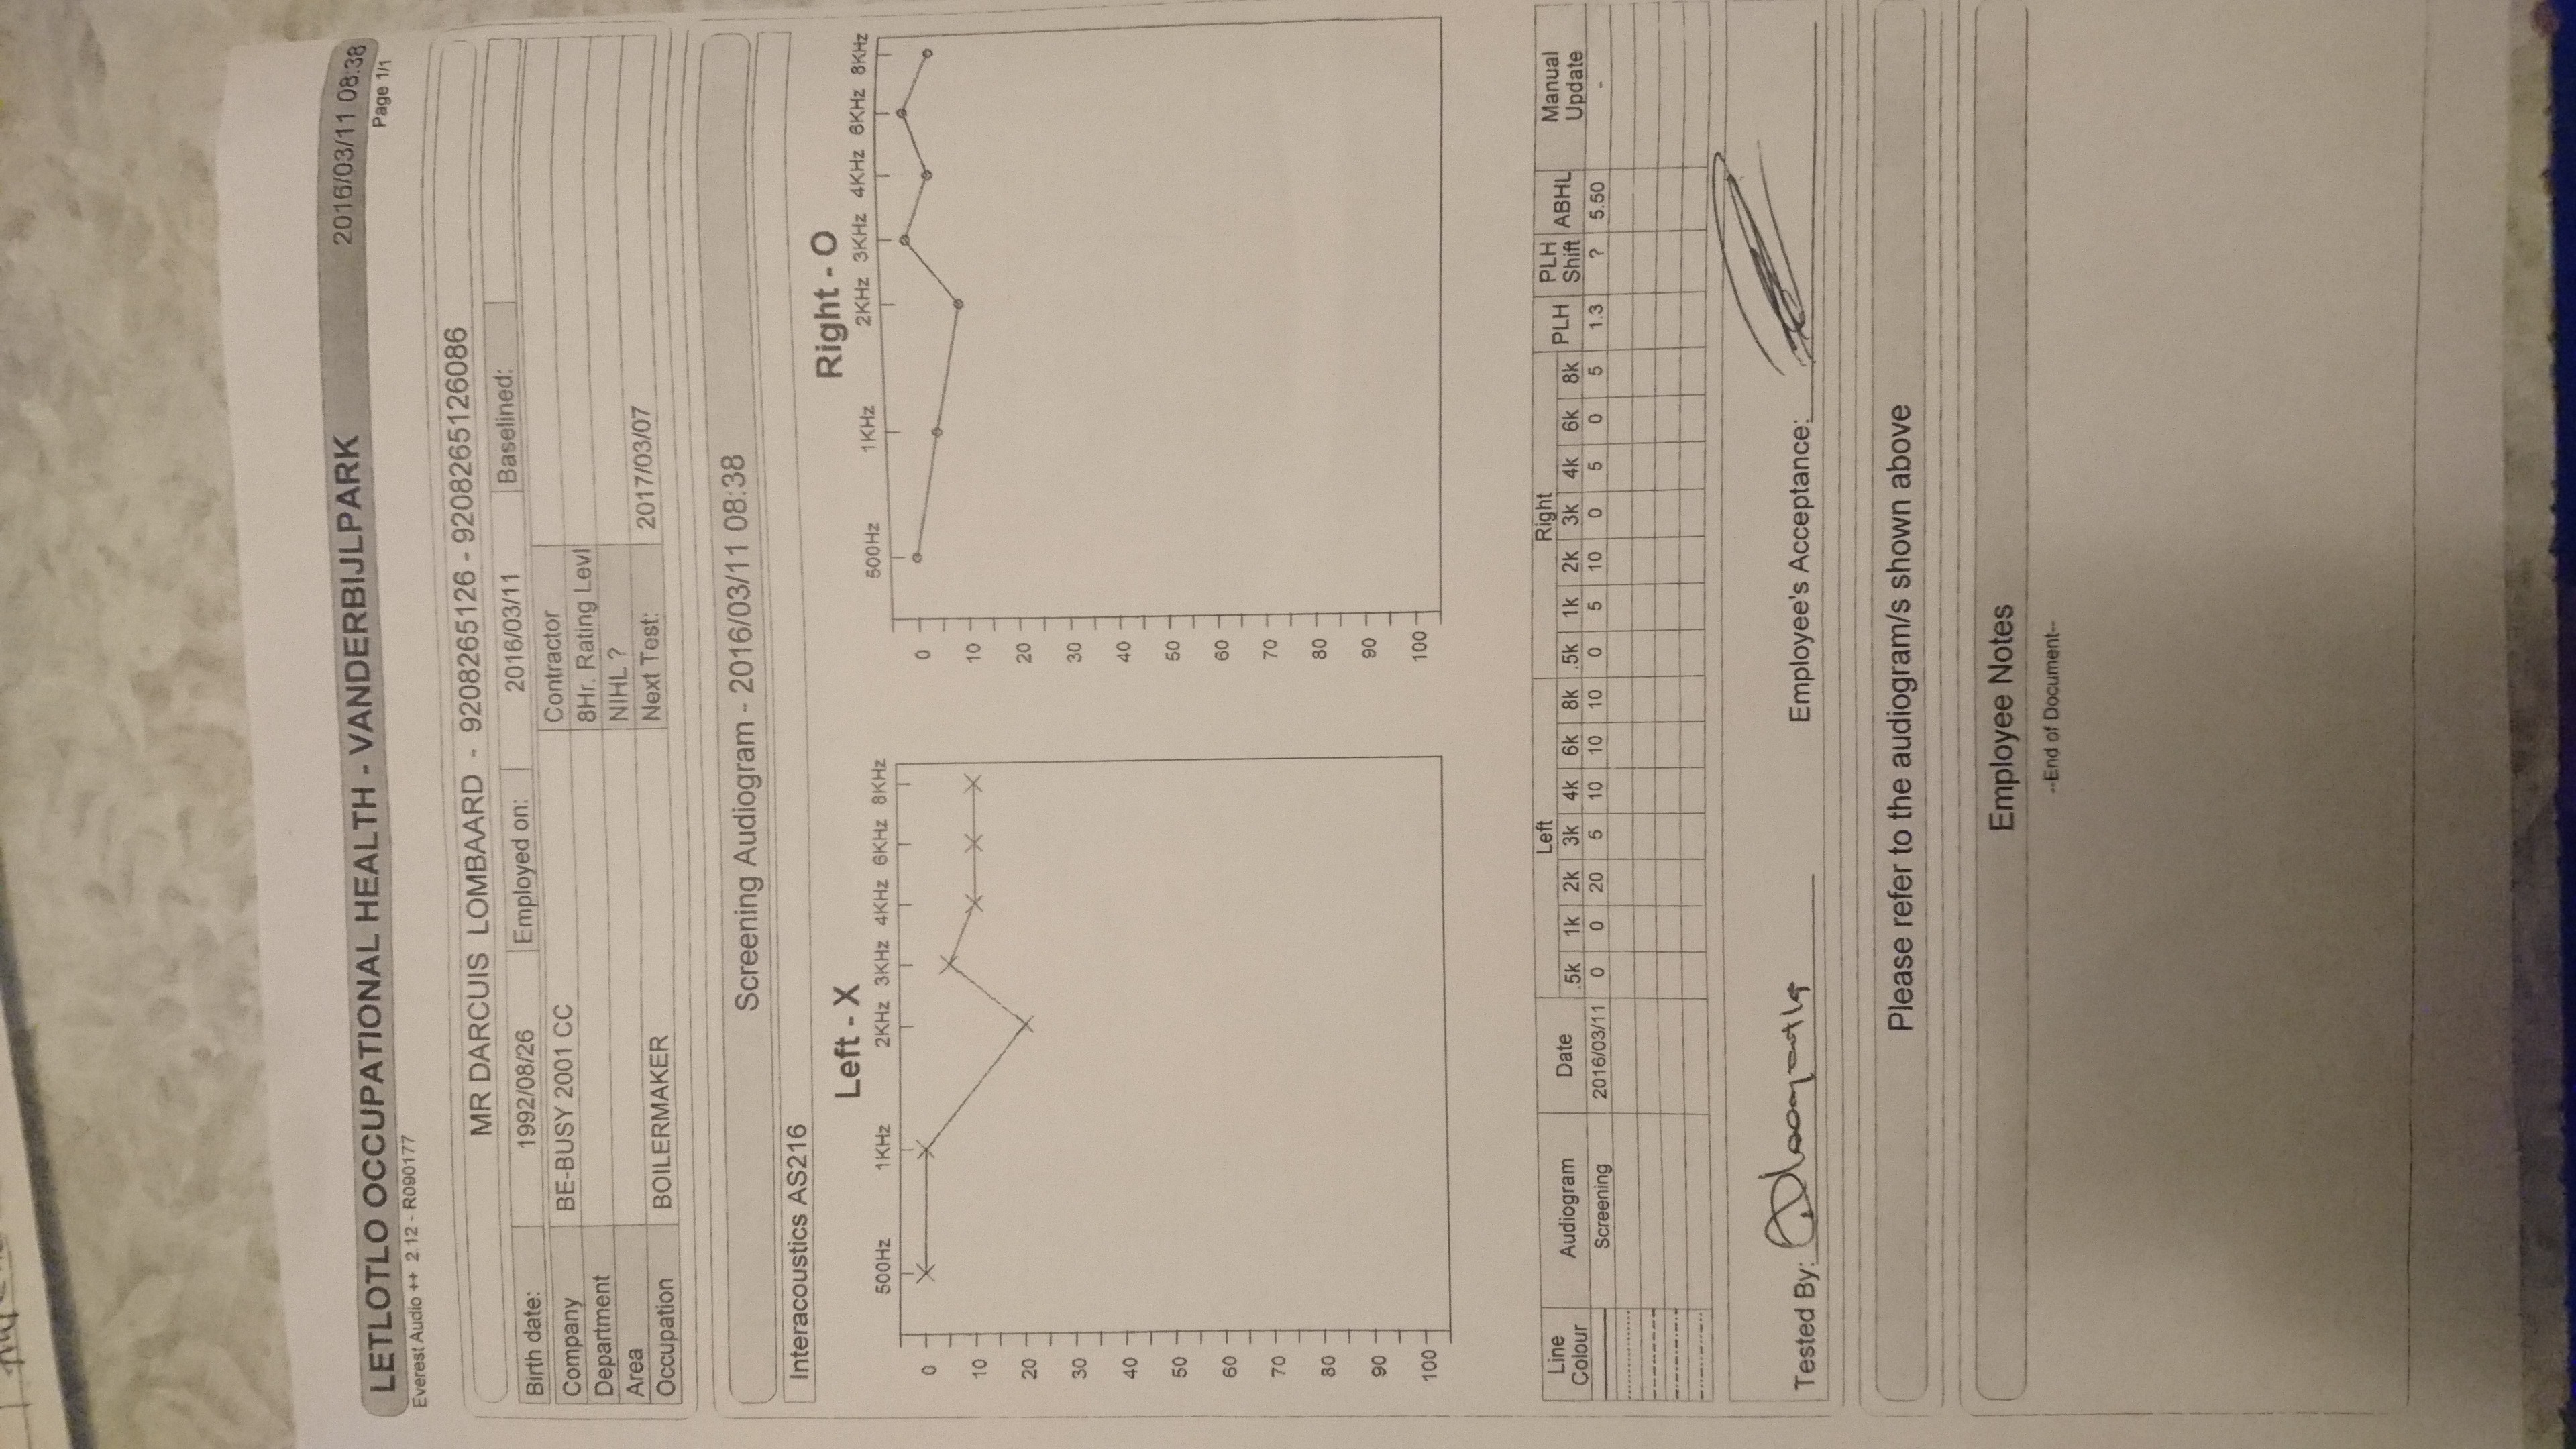 LETLOTLO OCCUPATIONAL HEALTH - VANDERBIJLPARK 2016/03/11 08:38
Everest Audio ++ 2 12 - R090177 Page 1/1
MR DARCUIS LOMBAARD - 9208265126 - 9208265126086
Birth date: 1992/08/26 Employed on: 2016/03/11 Baselined:
Company BE-BUSY 2001 CC Contractor
Department 8Hr. Rating Levl
Area NIHL ?
Occupation BOILERMAKER Next Test: 2017/03/07
Screening Audiogram - 2016/03/11 08:38
Interacoustics AS216
Left - X
500Hz 1KHz 2KHz 3KHz 4KHz 6KHz 8KHz
0
10
20
30
40
50
60
70
80
90
100
Right - O
500Hz 1KHz 2KHz 3KHz 4KHz 6KHz 8KHz
0
10
20
30
40
50
60
70
80
90
100
Line Colour Audiogram Date Left Right PLH PLH Shift ABHL Manual Update
.5k 1k 2k 3k 4k 6k 8k .5k 1k 2k 3k 4k 6k 8k
Screening 2016/03/11 0 0 20 5 10 10 10 0 5 10 0 5 0 5 1.3 ? 5.50 -
Tested By: Employee's Acceptance:
Please refer to the audiogram/s shown above
Employee Notes
--End of Document--